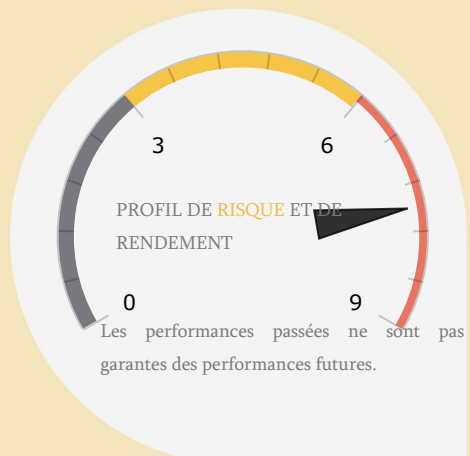 3
6
PROFIL DE RISQUE ET DE
RENDEMENT
0
9
Les performances passées ne sont pas
garantes des performances futures.